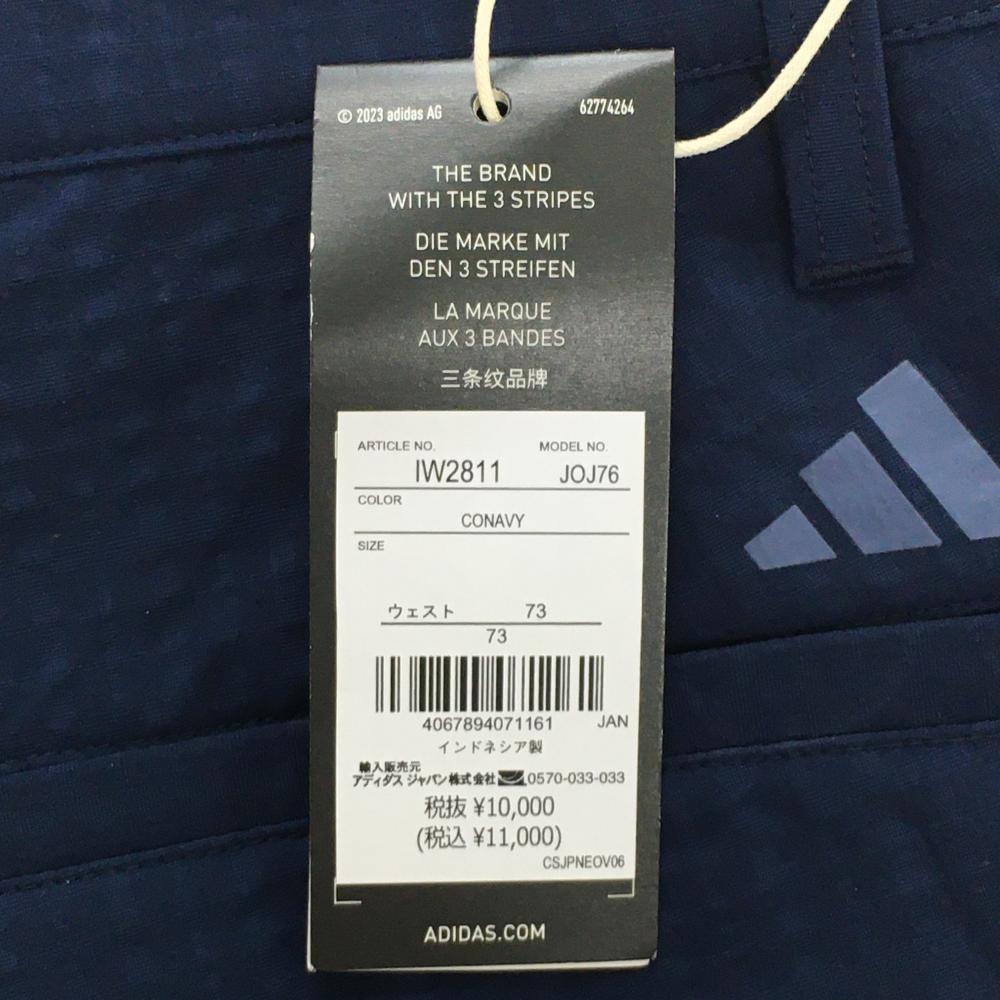 © 2023 adidas AG 62774264
THE BRAND
WITH THE 3 STRIPES
DIE MARKE MIT
DEN 3 STREIFEN
LA MARQUE
AUX 3 BANDES
三条纹品牌
ARTICLE NO. MODEL NO.
IW2811 JOJ76
COLOR
CONAVY
SIZE
ウェスト 73
73
4067894071161 JAN
インドネシア製
輸入販売元
アディダス ジャパン株式会社 0570-033-033
税抜 ¥10,000
(税込 ¥11,000)
CSJPNEOV06
ADIDAS.COM